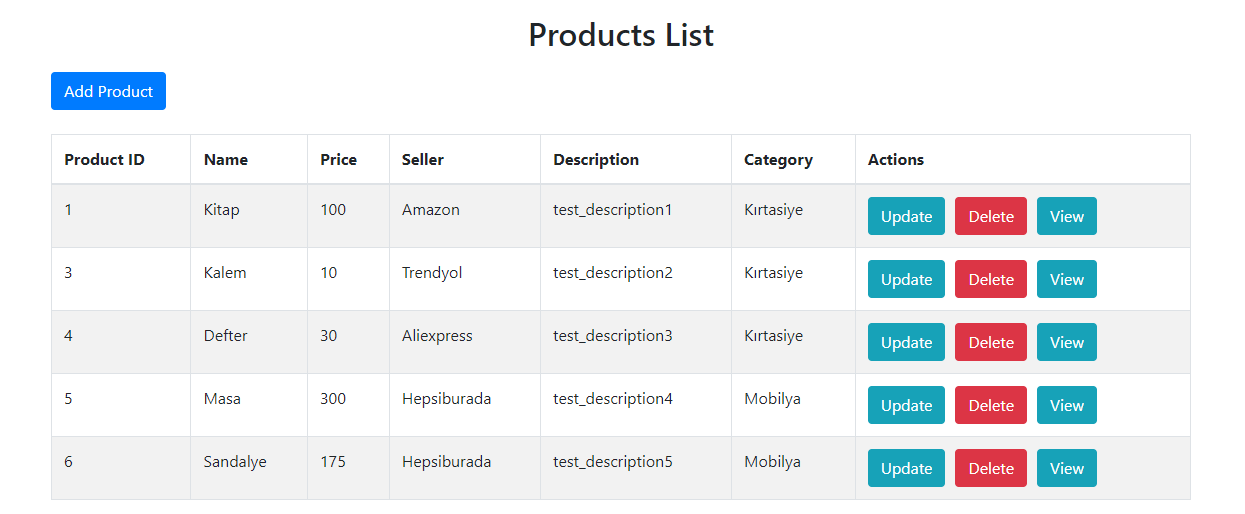 Products List
Add Product
Product ID Name Price Seller Description Category Actions
1 Kitap 100 Amazon test_description1 Kırtasiye Update Delete View
3 Kalem 10 Trendyol test_description2 Kırtasiye Update Delete View
4 Defter 30 Aliexpress test_description3 Kırtasiye Update Delete View
5 Masa 300 Hepsiburada test_description4 Mobilya Update Delete View
6 Sandalye 175 Hepsiburada test_description5 Mobilya Update Delete View